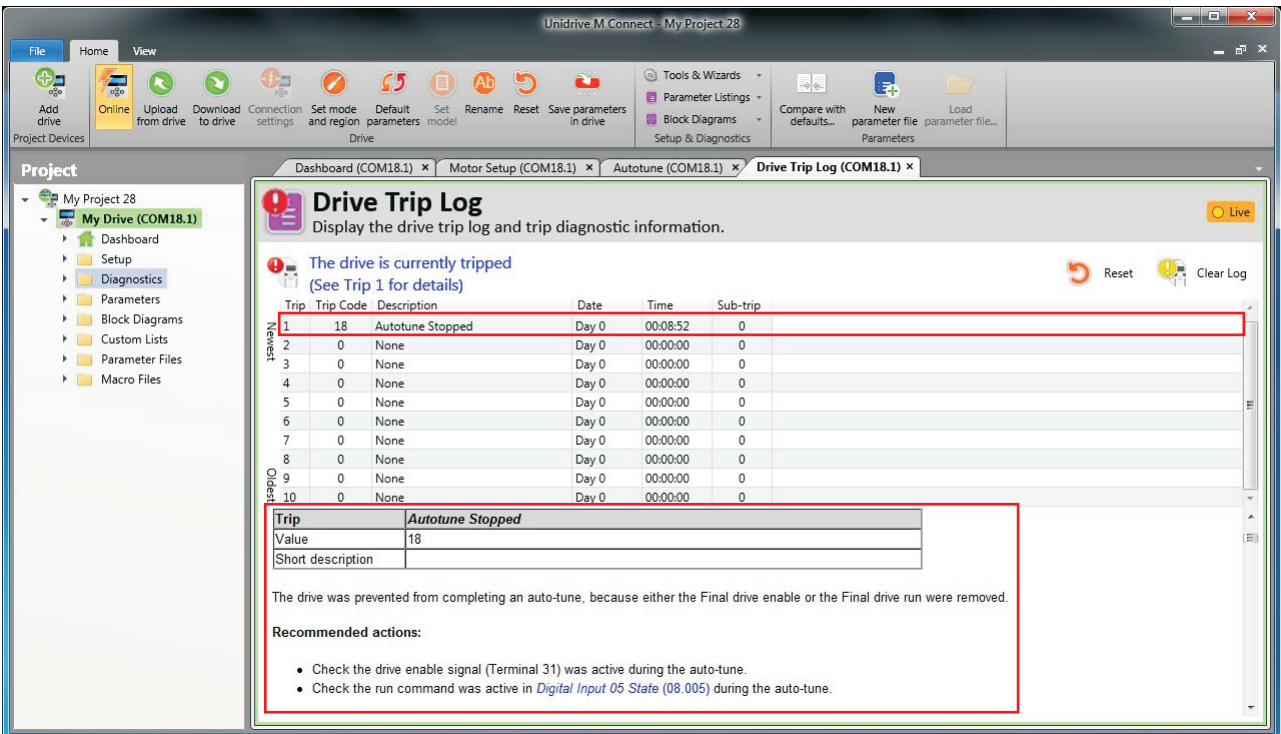 Unidrive M Connect - My Project 28
File Home View
Add drive
Online
Upload from drive
Download to drive
Connection settings
Set mode and region
Default parameters
Set model
Rename
Reset
Save parameters in drive
Tools & Wizards
Parameter Listings
Block Diagrams
Compare with defaults...
New parameter file
Load parameter file...
Project Devices
Drive
Setup & Diagnostics
Parameters
Project
My Project 28
My Drive (COM18.1)
Dashboard
Setup
Diagnostics
Parameters
Block Diagrams
Custom Lists
Parameter Files
Macro Files
Dashboard (COM18.1) × Motor Setup (COM18.1) × Autotune (COM18.1) × Drive Trip Log (COM18.1) ×
Drive Trip Log
Display the drive trip log and trip diagnostic information.
Live
The drive is currently tripped
(See Trip 1 for details)
Reset
Clear Log
Trip Trip Code Description Date Time Sub-trip
Newest
1 18 Autotune Stopped Day 0 00:08:52 0
2 0 None Day 0 00:00:00 0
3 0 None Day 0 00:00:00 0
4 0 None Day 0 00:00:00 0
5 0 None Day 0 00:00:00 0
6 0 None Day 0 00:00:00 0
7 0 None Day 0 00:00:00 0
8 0 None Day 0 00:00:00 0
Oldest
9 0 None Day 0 00:00:00 0
10 0 None Day 0 00:00:00 0
Trip Autotune Stopped
Value 18
Short description
The drive was prevented from completing an auto-tune, because either the Final drive enable or the Final drive run were removed.
Recommended actions:
• Check the drive enable signal (Terminal 31) was active during the auto-tune.
• Check the run command was active in Digital Input 05 State (08.005) during the auto-tune.